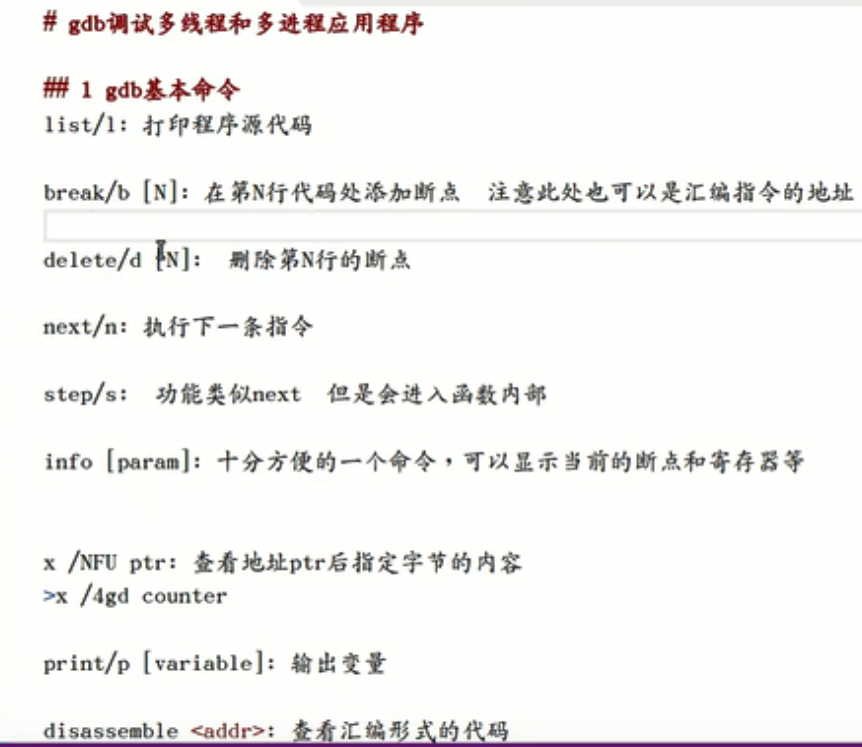 # gdb调试多线程和多进程应用程序
## 1 gdb基本命令
list/l: 打印程序源代码
break/b [N]: 在第N行代码处添加断点 注意此处也可以是汇编指令的地址
delete/d [N]: 删除第N行的断点
next/n: 执行下一条指令
step/s: 功能类似next 但是会进入函数内部
info [param]: 十分方便的一个命令，可以显示当前的断点和寄存器等
x /NFU ptr: 查看地址ptr后指定字节的内容
>x /4gd counter
print/p [variable]: 输出变量
disassemble <addr>: 查看汇编形式的代码